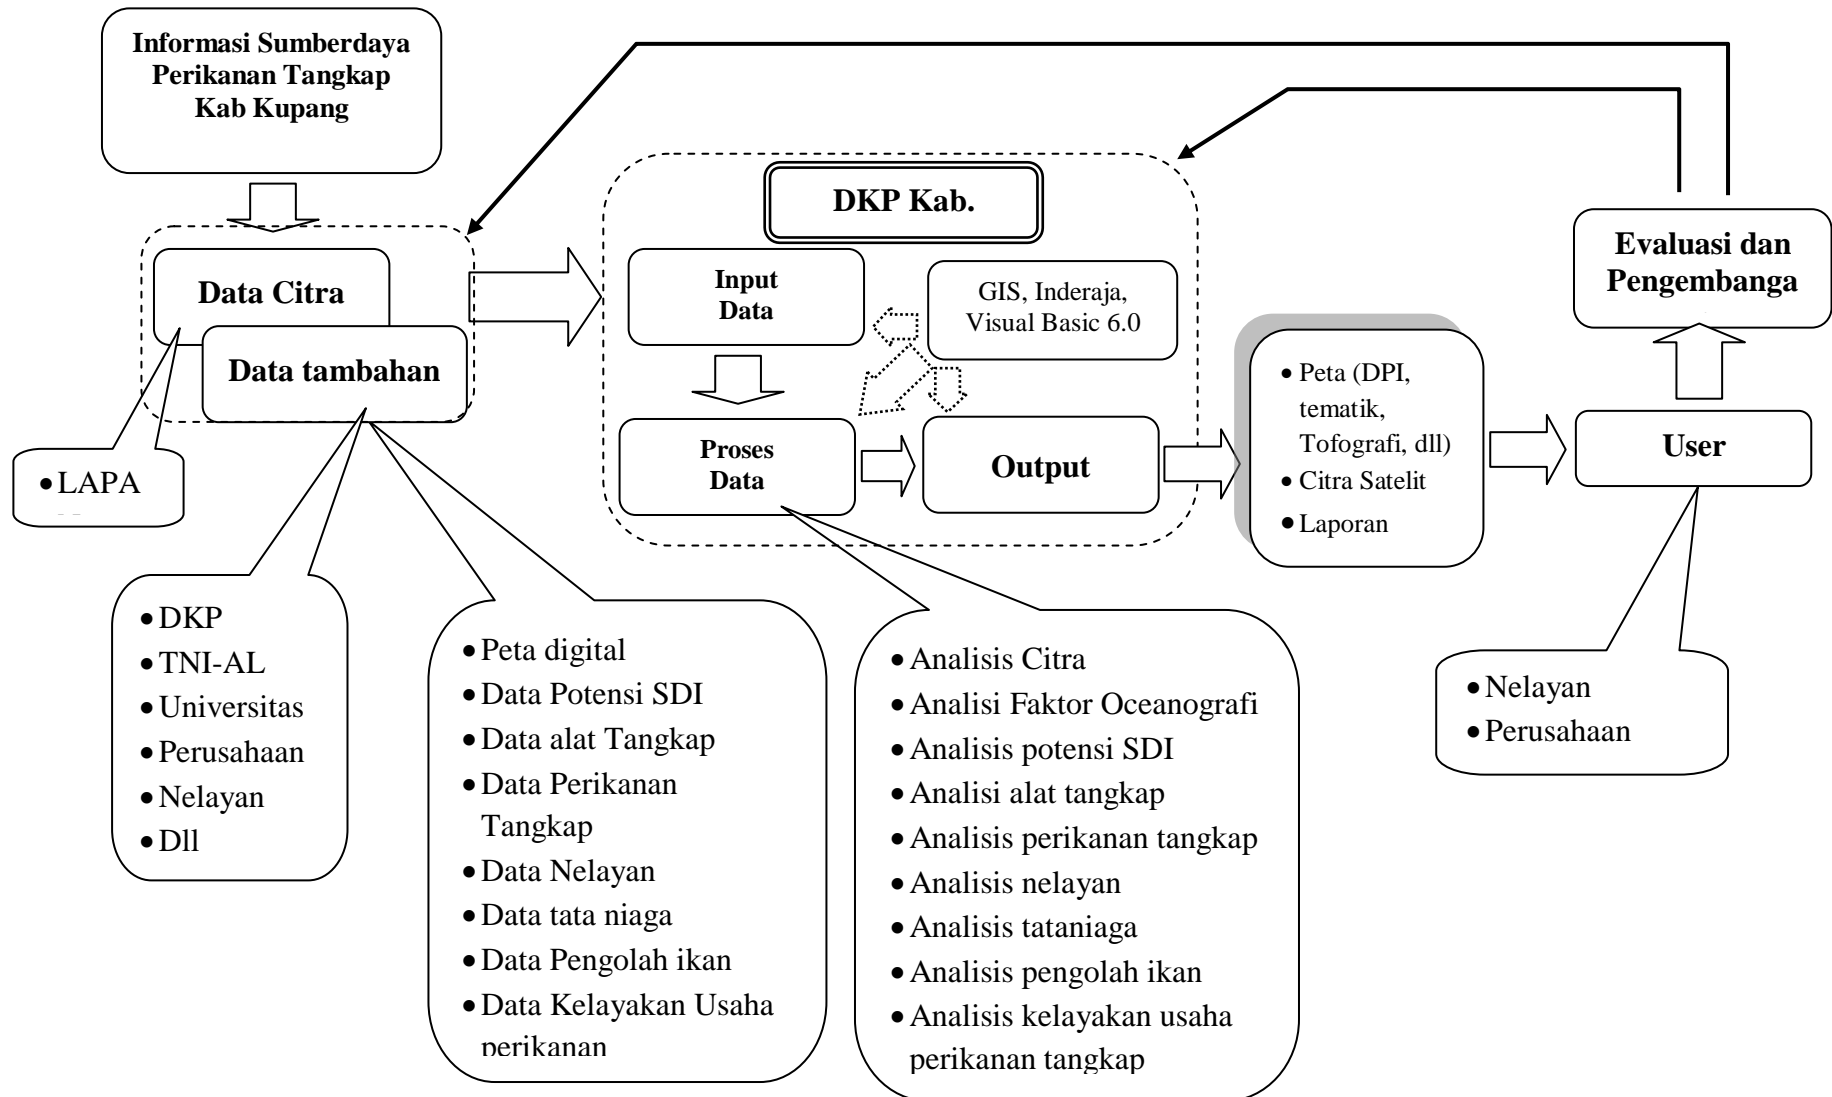 Informasi Sumberdaya
Perikanan Tangkap
Kab Kupang
Data Citra
Data tambahan
• LAPA
DKP Kab.
Input
Data
GIS, Inderaja,
Visual Basic 6.0
Proses
Data
Output
• Peta (DPI,
tematik,
Tofografi, dll)
• Citra Satelit
• Laporan
Evaluasi dan
Pengembanga
User
• DKP
• TNI-AL
• Universitas
• Perusahaan
• Nelayan
• Dll
• Peta digital
• Data Potensi SDI
• Data alat Tangkap
• Data Perikanan
Tangkap
• Data Nelayan
• Data tata niaga
• Data Pengolah ikan
• Data Kelayakan Usaha
perikanan
• Analisis Citra
• Analisi Faktor Oceanografi
• Analisis potensi SDI
• Analisi alat tangkap
• Analisis perikanan tangkap
• Analisis nelayan
• Analisis tataniaga
• Analisis pengolah ikan
• Analisis kelayakan usaha
perikanan tangkap
• Nelayan
• Perusahaan